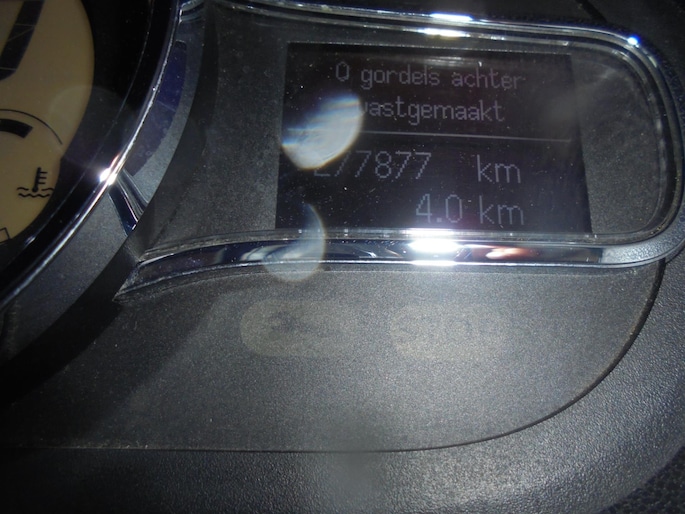 0 gordels achter
vastgemaakt
277877 km
4.0 km